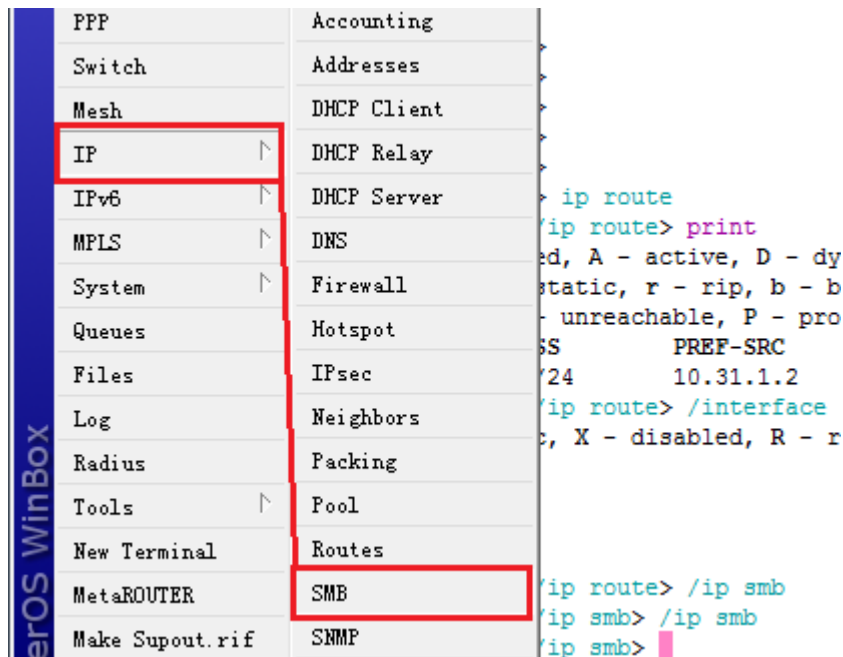 PPP
Switch
Mesh
IP
IPv6
MPLS
System
Queues
Files
Log
Radius
Tools
New Terminal
MetaROUTER
Make Supout.rif
Accounting
Addresses
DHCP Client
DHCP Relay
DHCP Server
DNS
Firewall
Hotspot
IPsec
Neighbors
Packing
Pool
Routes
SMB
SNMP
> ip route
/ip route> print
ed, A - active, D - dy
static, r - rip, b - b
- unreachable, P - pro
SS PREF-SRC
/24 10.31.1.2
/ip route> /interface
c, X - disabled, R - r
/ip route> /ip smb
/ip smb> /ip smb
/ip smb>
erOS WinBox